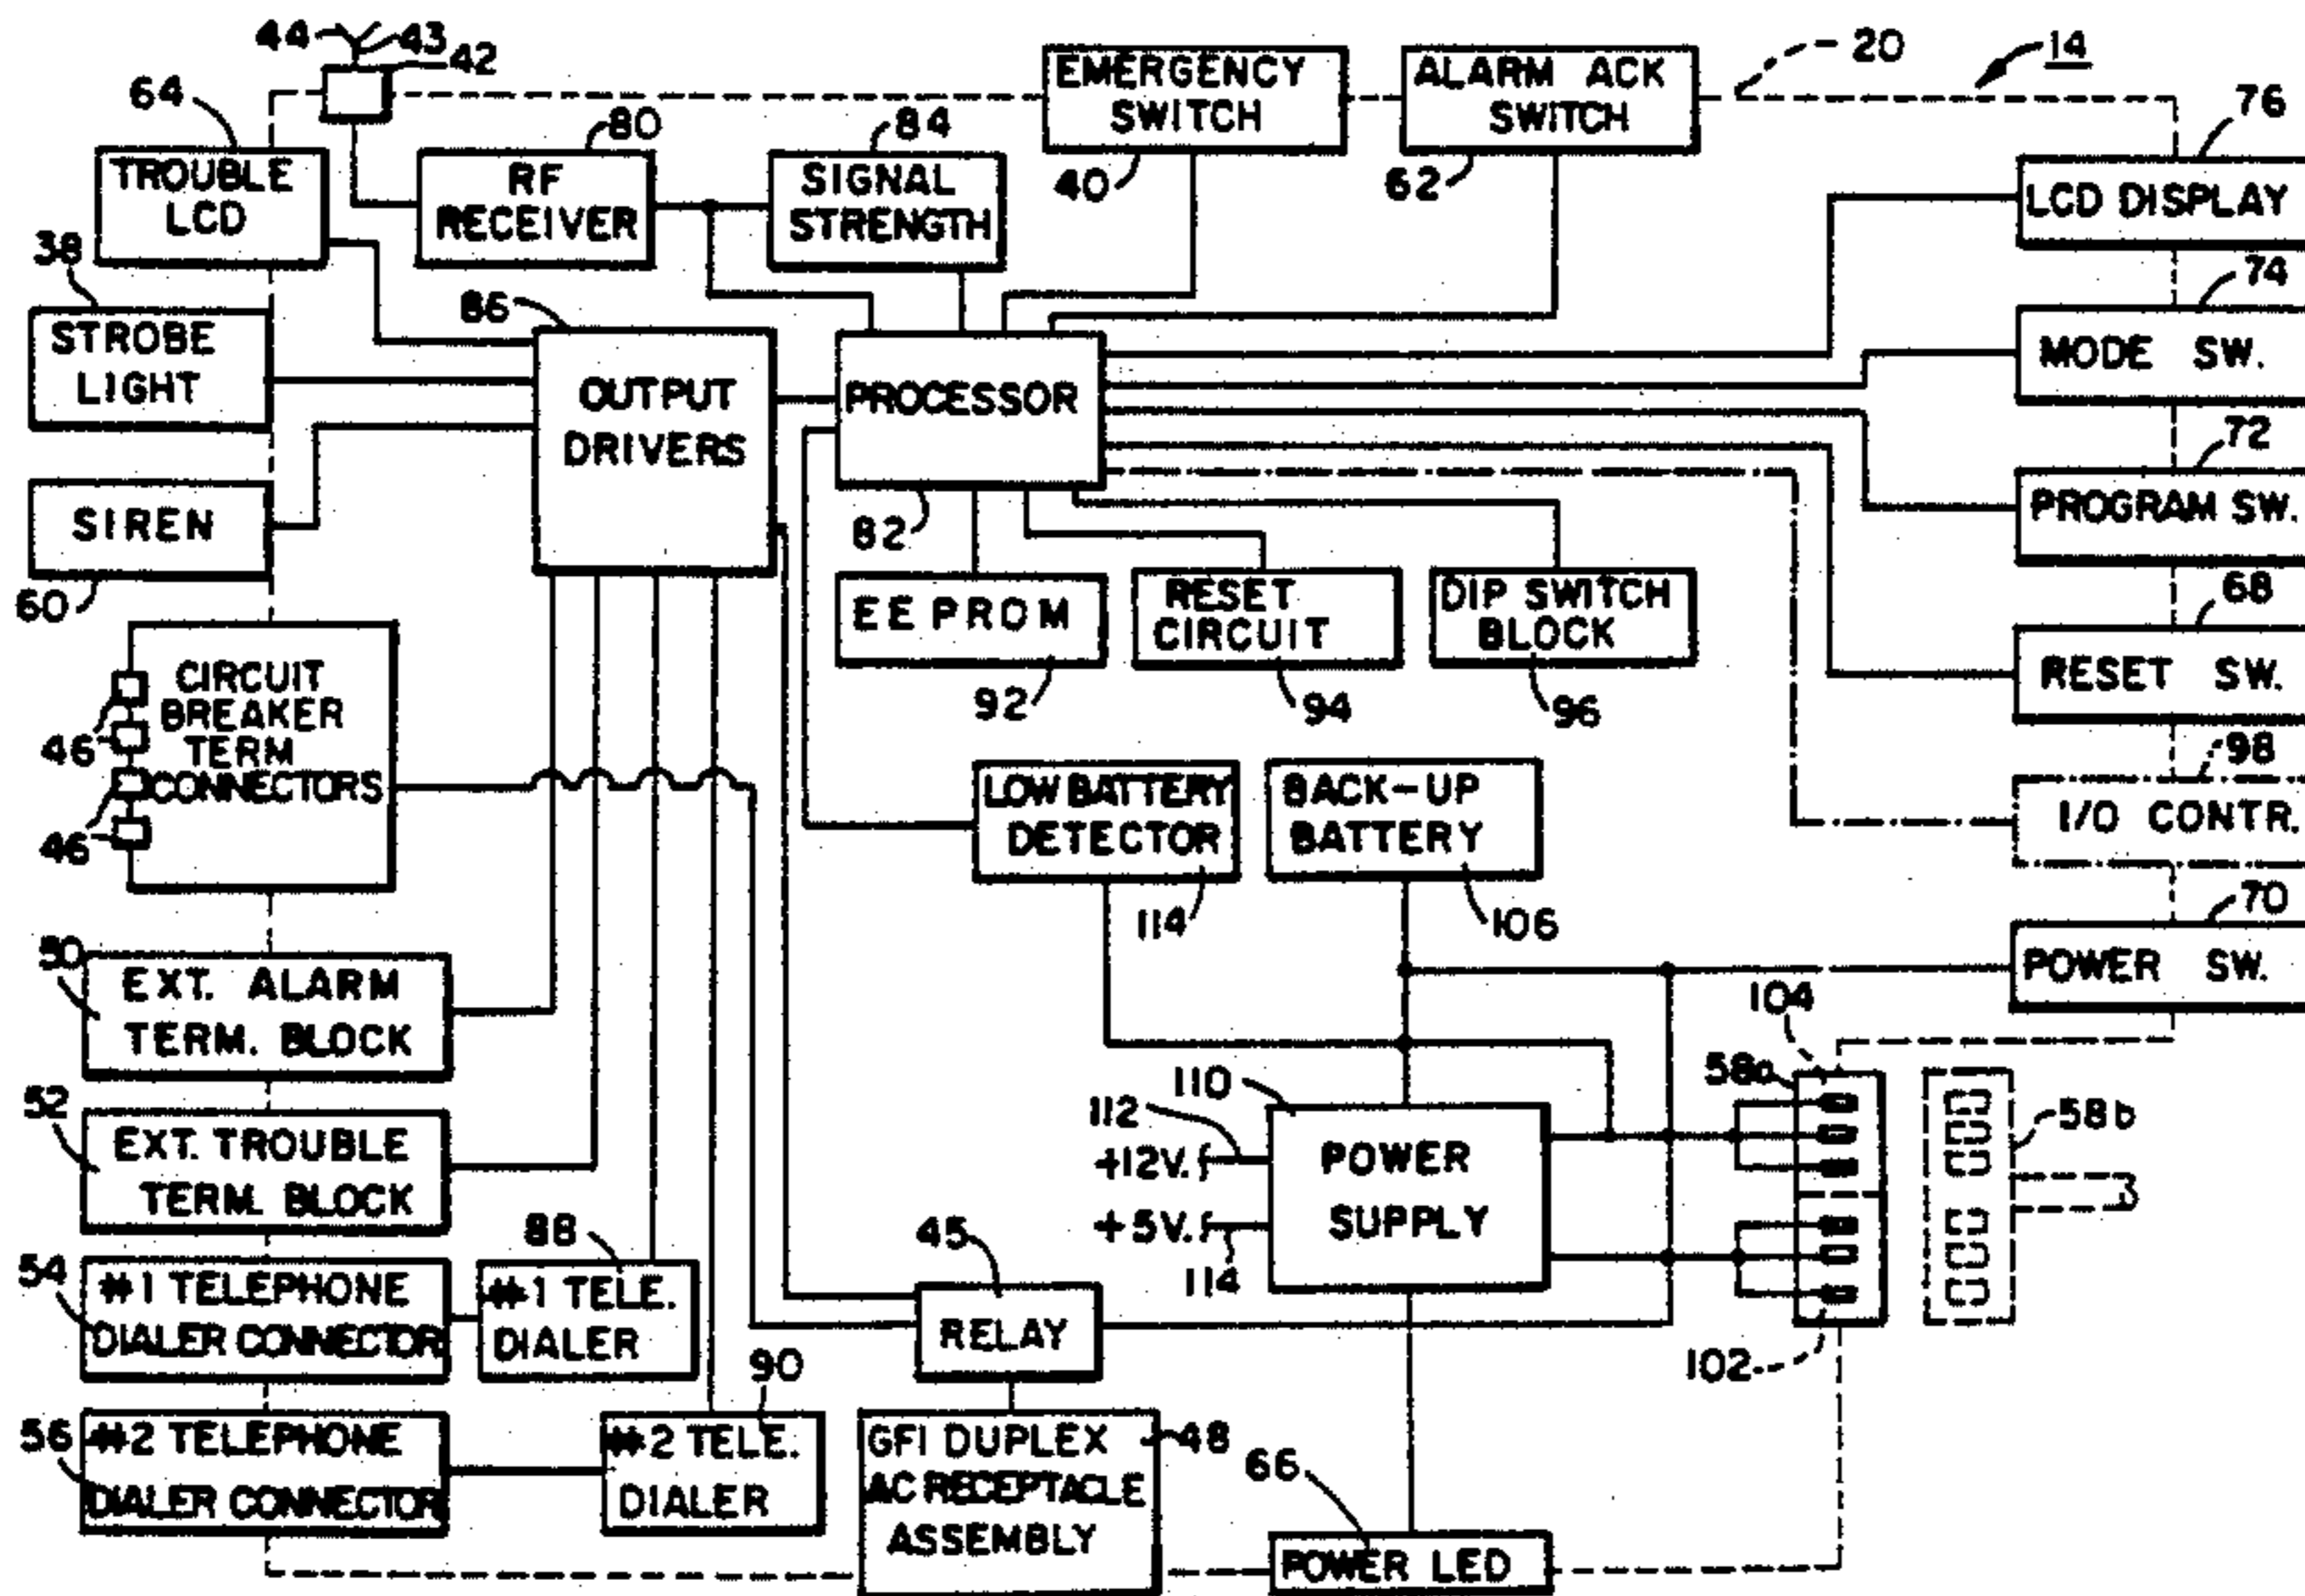 44
43
42
EMERGENCY
SWITCH
40
ALARM ACK
SWITCH
62
20
14
64
TROUBLE
LCD
80
RF
RECEIVER
84
SIGNAL
STRENGTH
76
LCD DISPLAY
38
STROBE
LIGHT
86
OUTPUT
DRIVERS
PROCESSOR
82
74
MODE SW.
72
PROGRAM SW.
SIREN
60
EE PROM
92
RESET
CIRCUIT
94
DIP SWITCH
BLOCK
96
68
RESET SW.
CIRCUIT
BREAKER
TERM
CONNECTORS
46
46
LOW BATTERY
DETECTOR
114
BACK-UP
BATTERY
106
98
I/O CONTR.
70
POWER SW.
50
EXT. ALARM
TERM. BLOCK
52
EXT. TROUBLE
TERM. BLOCK
110
112
+12V.
+5V.
114
POWER
SUPPLY
104
58a
58b
102
54
#1 TELEPHONE
DIALER CONNECTOR
88
#1 TELE.
DIALER
45
RELAY
56
#2 TELEPHONE
DIALER CONNECTOR
90
#2 TELE.
DIALER
GFI DUPLEX
AC RECEPTACLE
ASSEMBLY
48
66
POWER LED